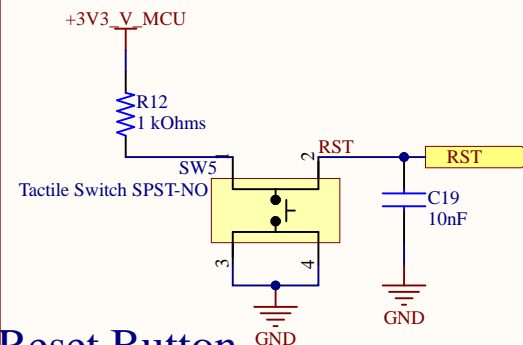 +3V3_V_MCU
R12
1 kOhms
SW5
1
2
RST
RST
Tactile Switch SPST-NO
C19
10nF
3
4
GND
GND
Reset Button